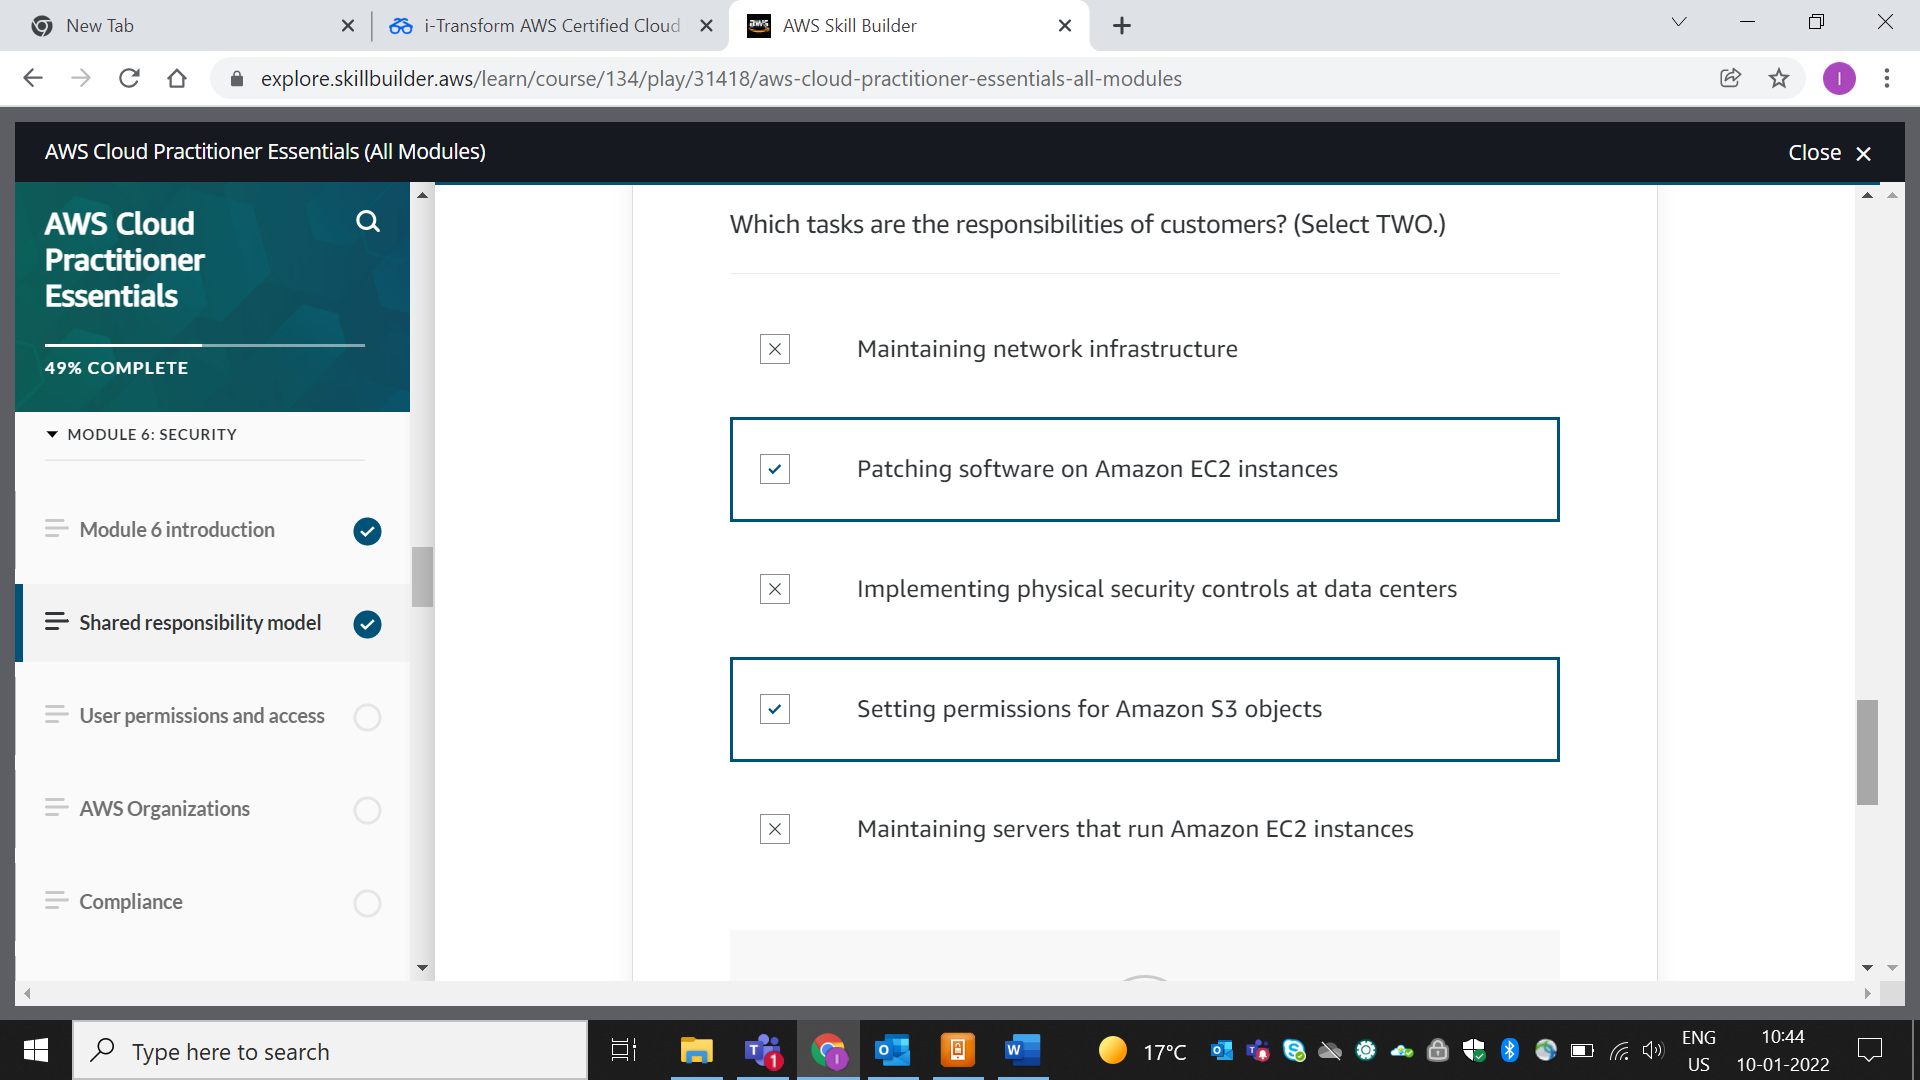 New Tab
i-Transform AWS Certified Cloud
aws
AWS Skill Builder
explore.skillbuilder.aws/learn/course/134/play/31418/aws-cloud-practitioner-essentials-all-modules
I
AWS Cloud Practitioner Essentials (All Modules)
Close
AWS Cloud
Practitioner
Essentials
49% COMPLETE
MODULE 6: SECURITY
Module 6 introduction
Shared responsibility model
User permissions and access
AWS Organizations
Compliance
Which tasks are the responsibilities of customers? (Select TWO.)
Maintaining network infrastructure
Patching software on Amazon EC2 instances
Implementing physical security controls at data centers
Setting permissions for Amazon S3 objects
Maintaining servers that run Amazon EC2 instances
Type here to search
1
17°C
ENG
US
10:44
10-01-2022